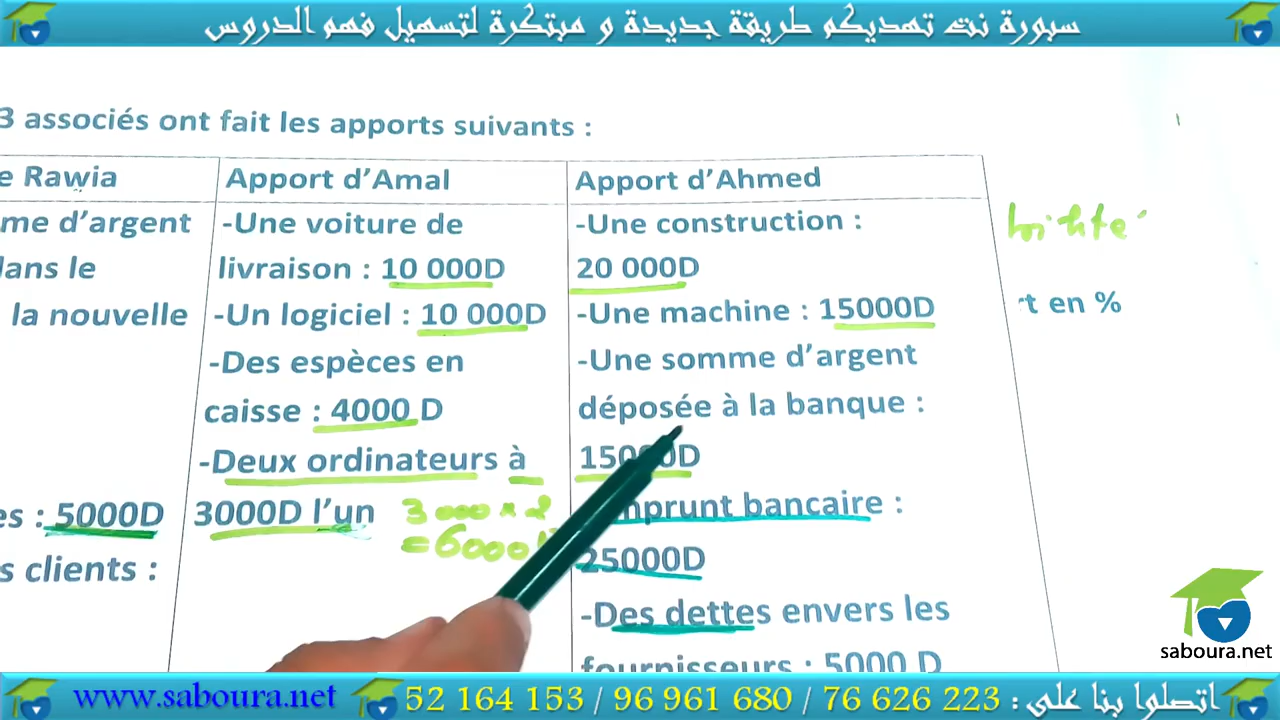 سبورة نت تهديكم طريقة جديدة و مبتكرة لتسهيل فهم الدروس
3 associés ont fait les apports suivants :
e Rawia
me d'argent
dans le
la nouvelle
es : 5000D
s clients :
Apport d'Amal
-Une voiture de
livraison : 10 000D
-Un logiciel : 10 000D
-Des espèces en
caisse : 4000 D
-Deux ordinateurs à
3000D l'un
3000 x 2
= 6000
Apport d'Ahmed
-Une construction :
20 000D
-Une machine : 15000D
-Une somme d'argent
déposée à la banque :
15000D
mprunt bancaire :
25000D
-Des dettes envers les
fournisseurs : 5000 D
t en %
saboura.net
www.saboura.net
52 164 153 / 96 961 680 / 76 626 223 : اتصلوا بنا على